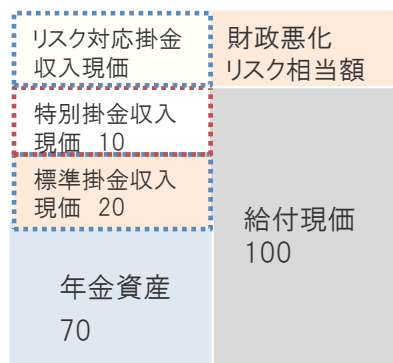 リスク対応掛金
収入現価
財政悪化
リスク相当額
特別掛金収入
現価 10
標準掛金収入
現価 20
給付現価
100
年金資産
70